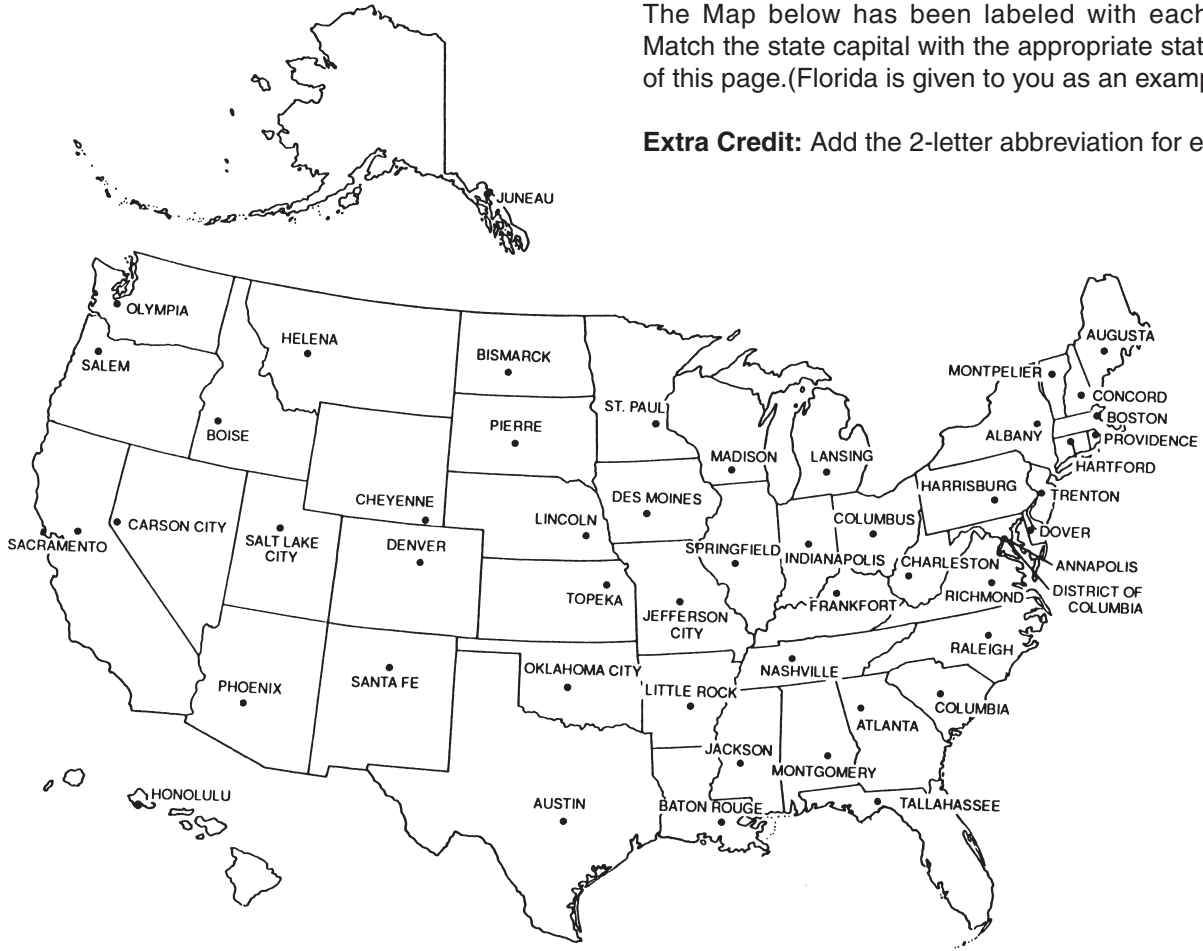 The Map below has been labeled with each
Match the state capital with the appropriate stat
of this page.(Florida is given to you as an examp
Extra Credit: Add the 2-letter abbreviation for e
JUNEAU
OLYMPIA
HELENA
BISMARCK
AUGUSTA
SALEM
MONTPELIER
CONCORD
ST. PAUL
BOSTON
PIERRE
BOISE
ALBANY
PROVIDENCE
MADISON
LANSING
HARTFORD
HARRISBURG
CHEYENNE
DES MOINES
TRENTON
LINCOLN
COLUMBUS
CARSON CITY
DOVER
SACRAMENTO
SALT LAKE
CITY
DENVER
SPRINGFIELD
INDIANAPOLIS
CHARLESTON
ANNAPOLIS
DISTRICT OF
COLUMBIA
RICHMOND
TOPEKA
FRANKFORT
JEFFERSON
CITY
RALEIGH
OKLAHOMA CITY
NASHVILLE
PHOENIX
SANTA FE
LITTLE ROCK
COLUMBIA
ATLANTA
JACKSON
MONTGOMERY
HONOLULU
AUSTIN
BATON ROUGE
TALLAHASSEE